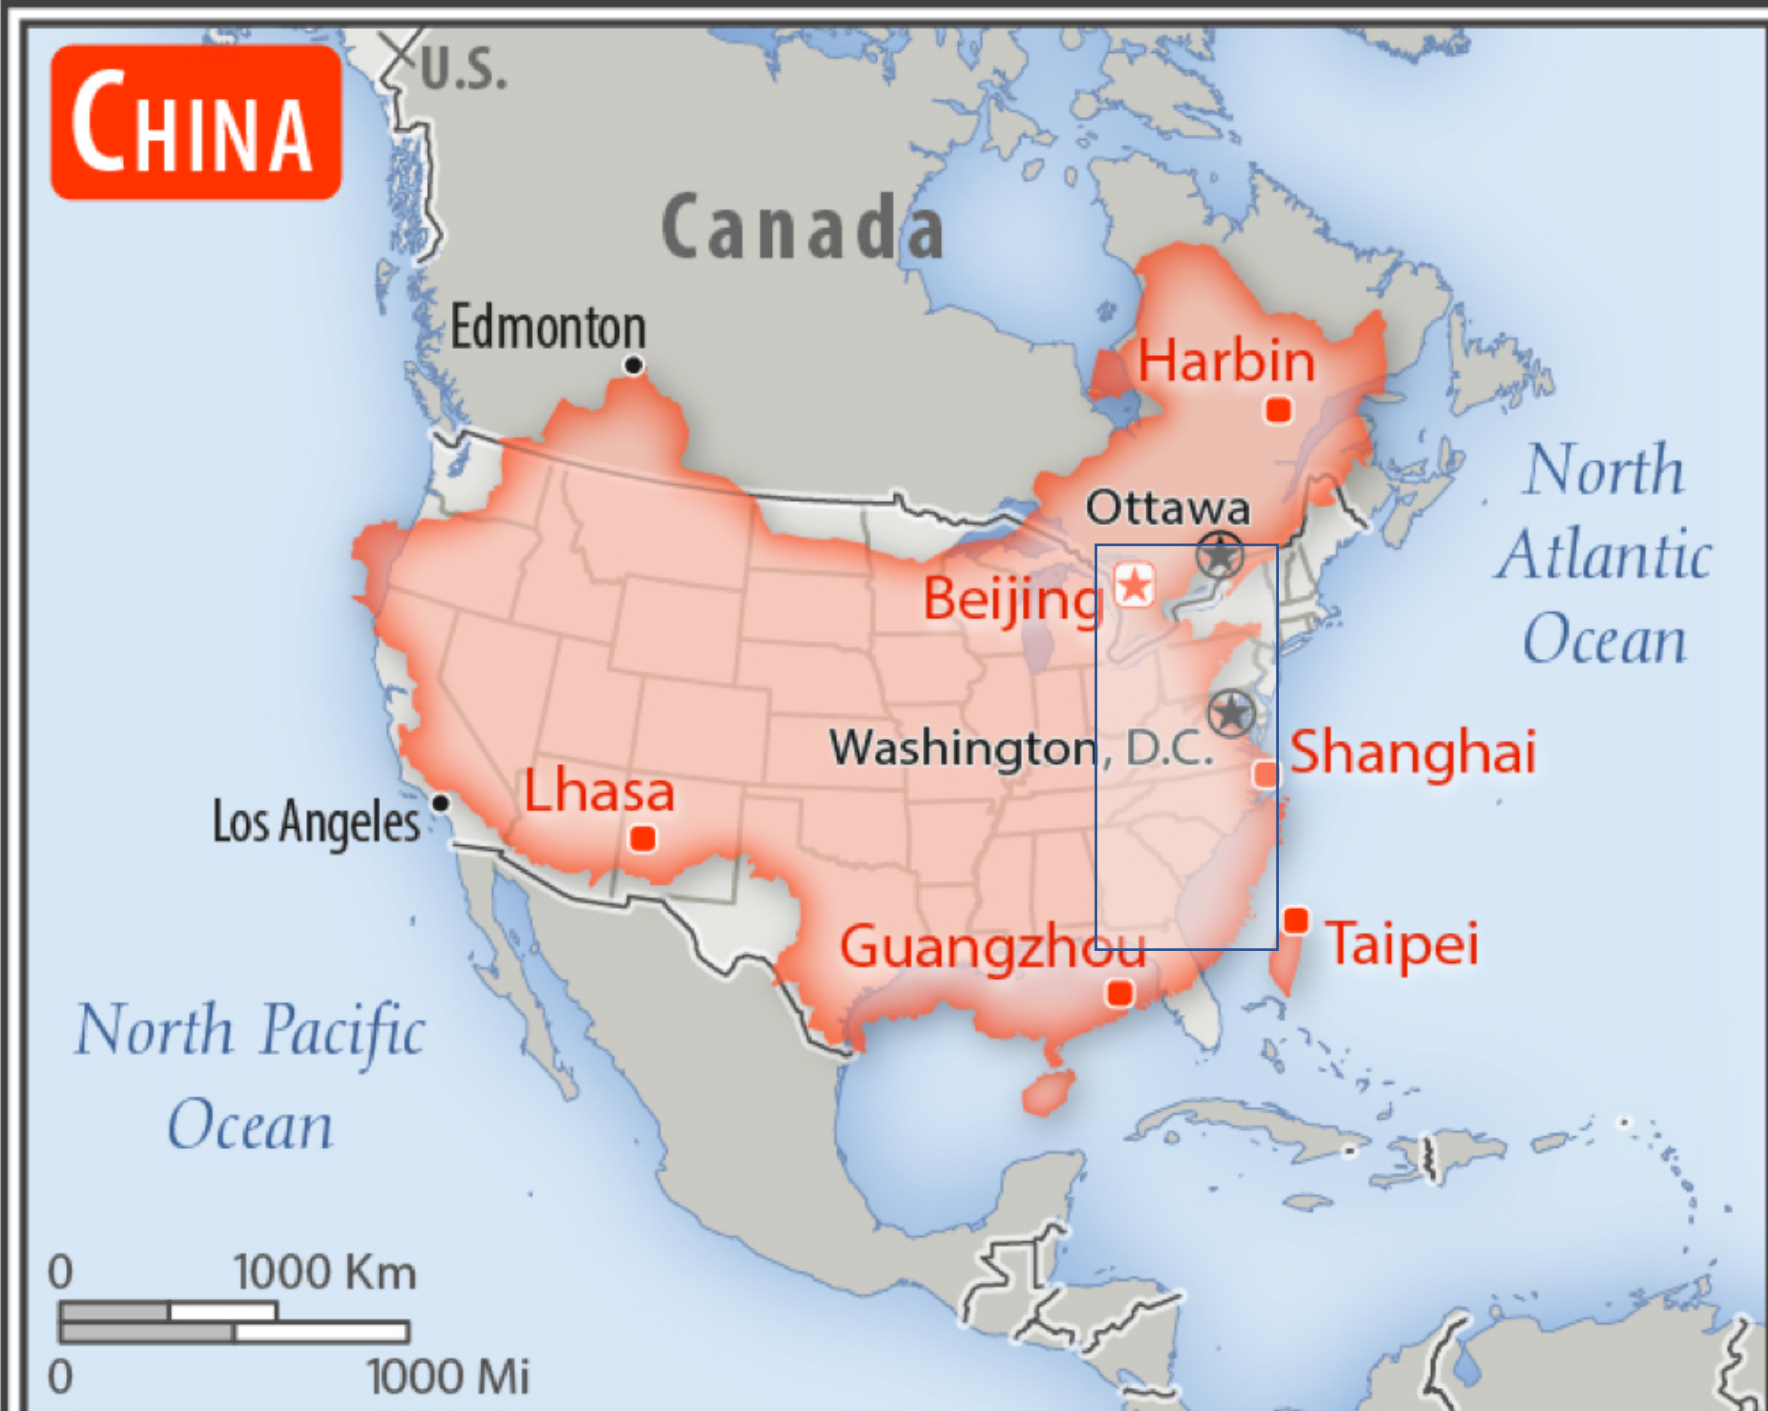 CHINA
U.S.
Canada
Edmonton
Harbin
Ottawa
North
Atlantic
Ocean
Beijing
Washington, D.C.
Shanghai
Lhasa
Los Angeles
Guangzhou
Taipei
North Pacific
Ocean
0 1000 Km
0 1000 Mi